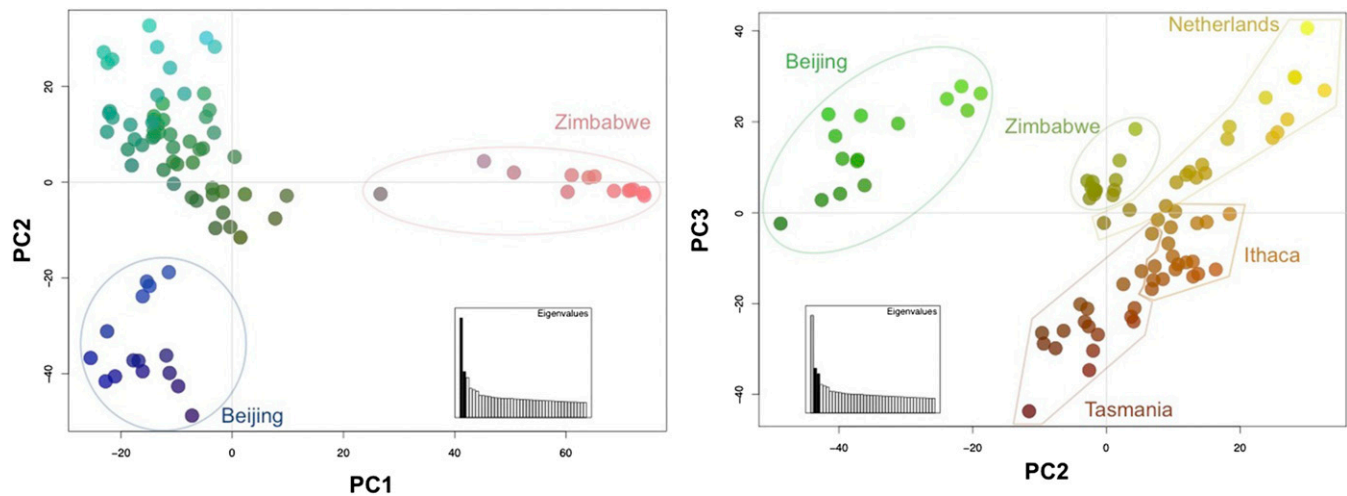 20
0
-20
-40
PC2
Zimbabwe
Eigenvalues
Beijing
-20
0
20
40
60
PC1
40
20
0
-20
-40
PC3
Netherlands
Beijing
Zimbabwe
Ithaca
Eigenvalues
Tasmania
-40
-20
0
20
PC2